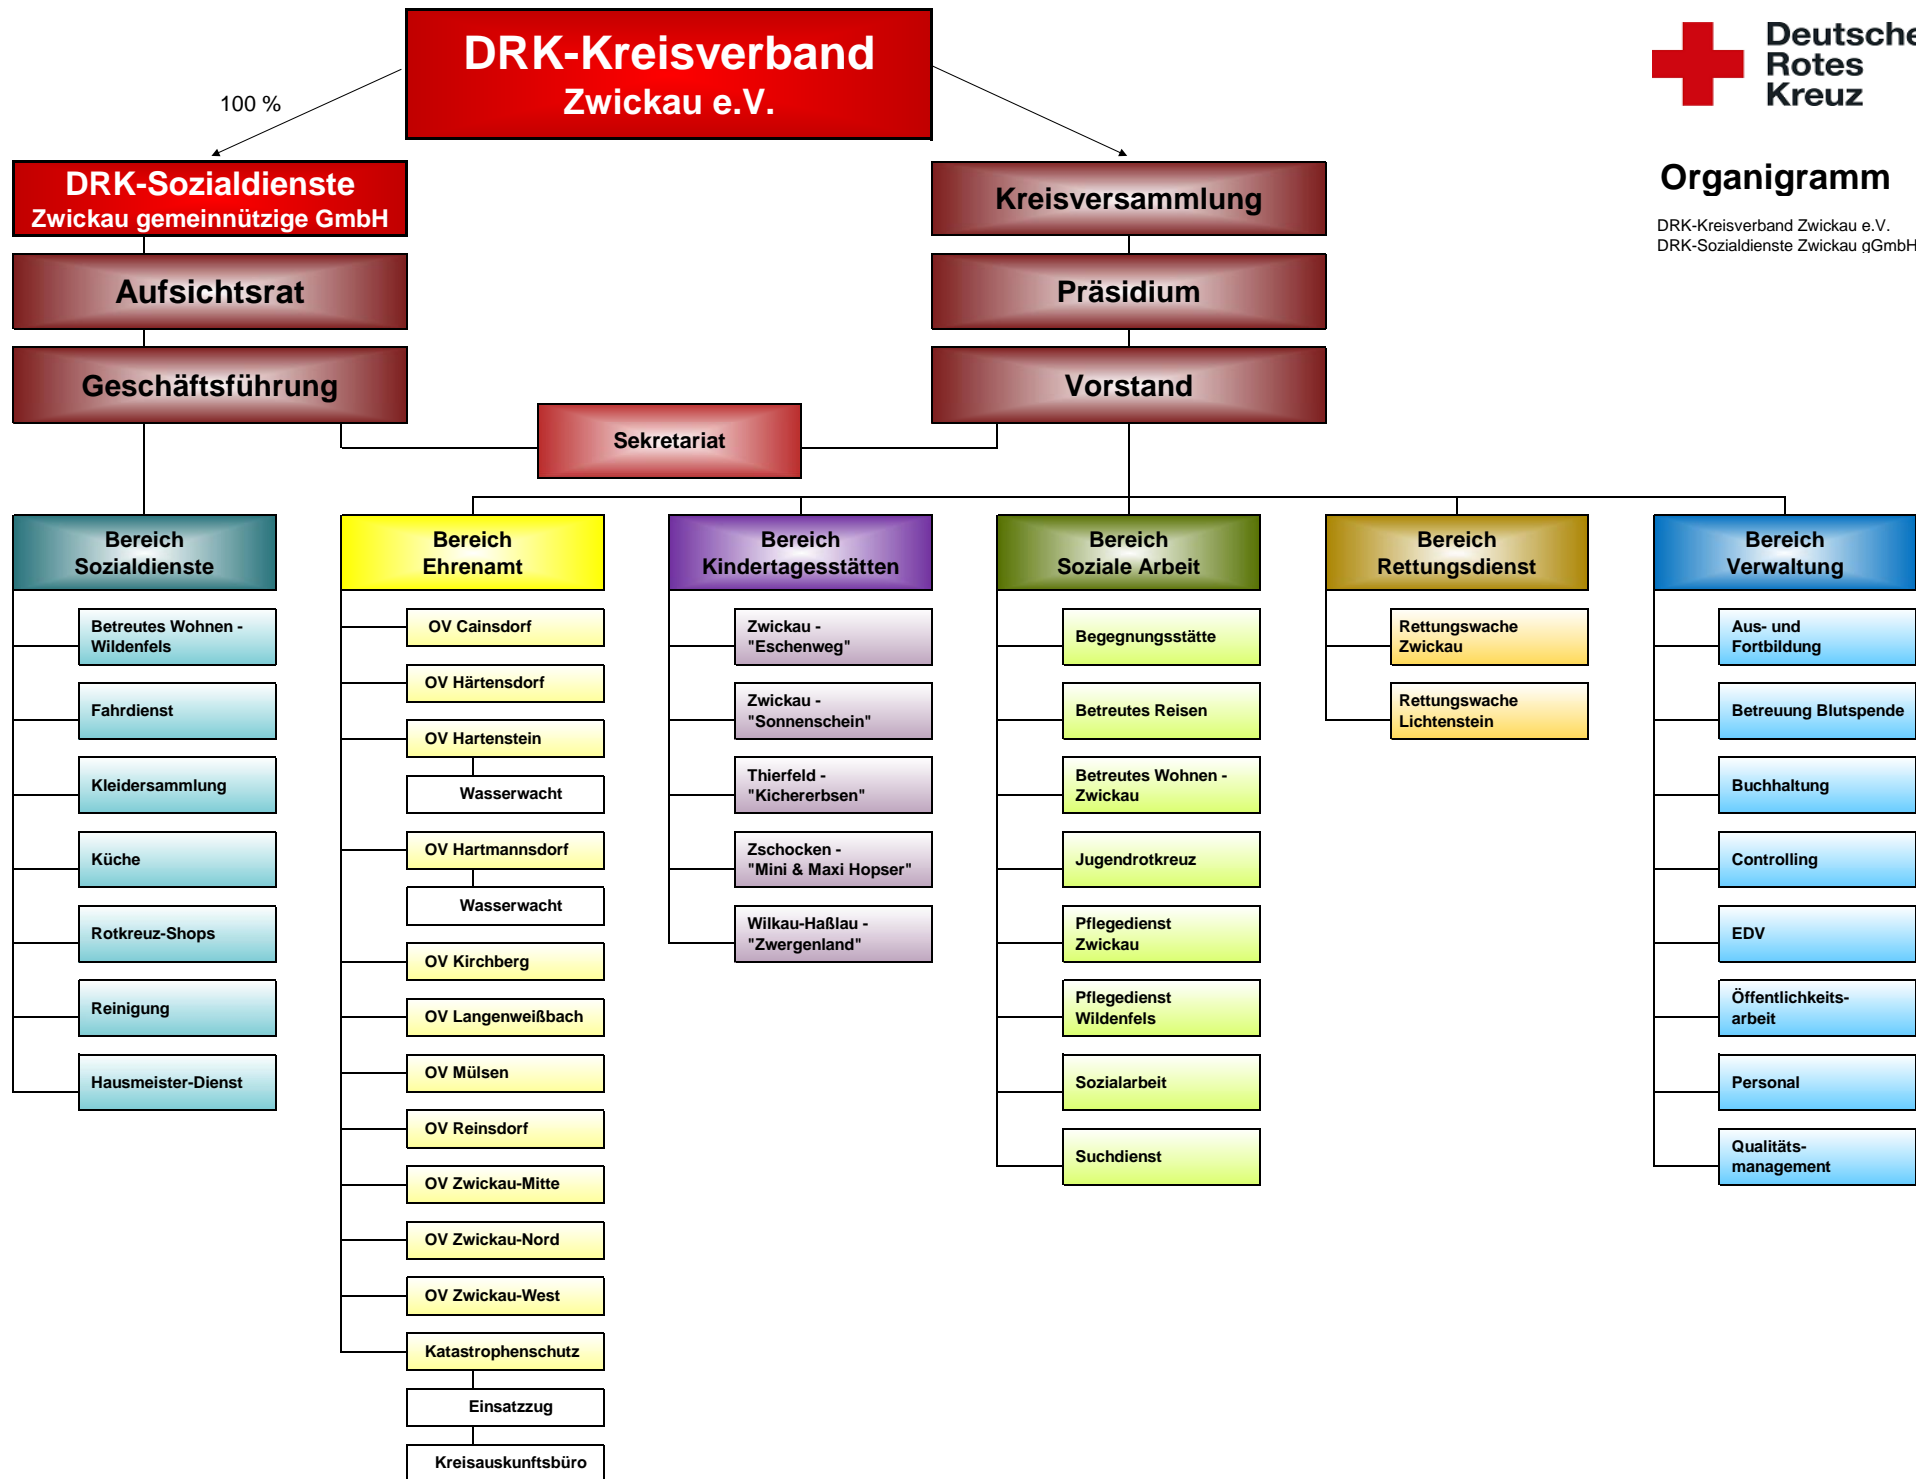 DRK-Kreisverband
Zwickau e.V.
100 %
Deutsche
Rotes
Kreuz
Organigramm
DRK-Kreisverband Zwickau e.V.
DRK-Sozialdienste Zwickau gGmbH
DRK-Sozialdienste
Zwickau gemeinnützige GmbH
Aufsichtsrat
Geschäftsführung
Kreisversammlung
Präsidium
Vorstand
Sekretariat
Bereich
Sozialdienste
Betreutes Wohnen -
Wildenfels
Fahrdienst
Kleidersammlung
Küche
Rotkreuz-Shops
Reinigung
Hausmeister-Dienst
Bereich
Ehrenamt
OV Cainsdorf
OV Härtensdorf
OV Hartenstein
Wasserwacht
OV Hartmannsdorf
Wasserwacht
OV Kirchberg
OV Langenweißbach
OV Mülsen
OV Reinsdorf
OV Zwickau-Mitte
OV Zwickau-Nord
OV Zwickau-West
Katastrophenschutz
Einsatzzug
Kreisauskunftsbüro
Bereich
Kindertagesstätten
Zwickau -
"Eschenweg"
Zwickau -
"Sonnenschein"
Thierfeld -
"Kichererbsen"
Zschocken -
"Mini & Maxi Hopser"
Wilkau-Haßlau -
"Zwergenland"
Bereich
Soziale Arbeit
Begegnungsstätte
Betreutes Reisen
Betreutes Wohnen -
Zwickau
Jugendrotkreuz
Pflegedienst
Zwickau
Pflegedienst
Wildenfels
Sozialarbeit
Suchdienst
Bereich
Rettungsdienst
Rettungswache
Zwickau
Rettungswache
Lichtenstein
Bereich
Verwaltung
Aus- und
Fortbildung
Betreuung Blutspende
Buchhaltung
Controlling
EDV
Öffentlichkeits-
arbeit
Personal
Qualitäts-
management